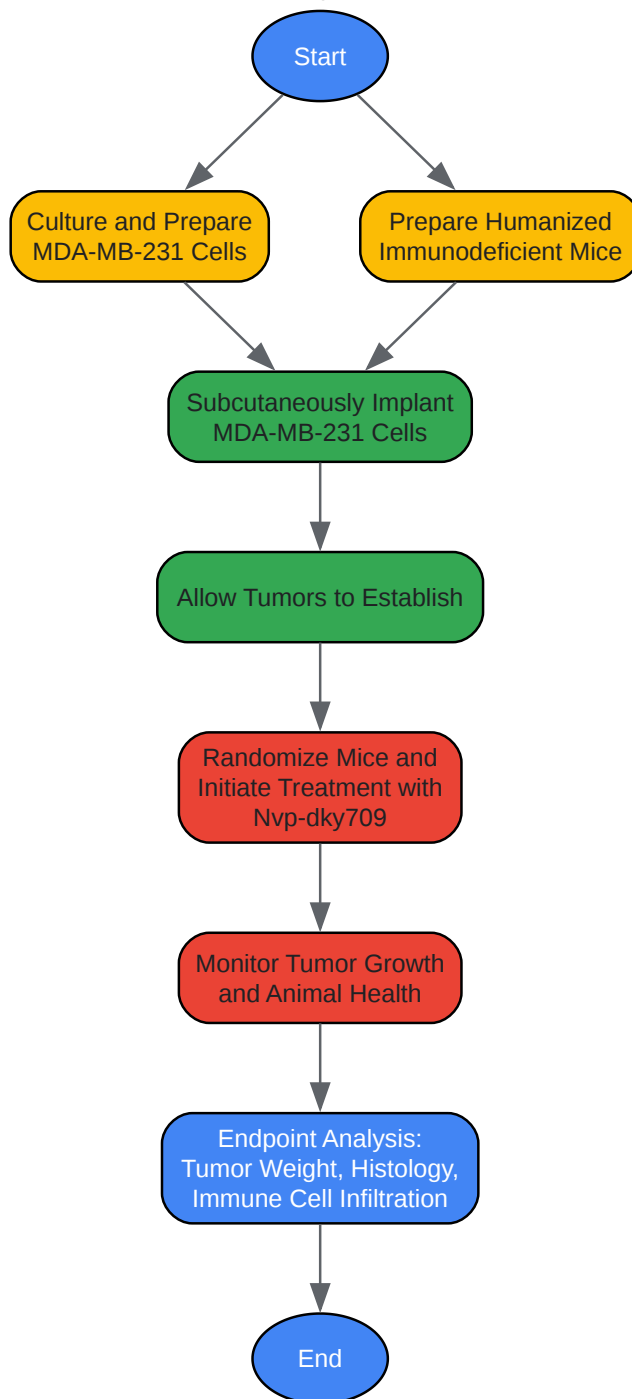 Start
Culture and Prepare
MDA-MB-231 Cells
Prepare Humanized
Immunodeficient Mice
Subcutaneously Implant
MDA-MB-231 Cells
Allow Tumors to Establish
Randomize Mice and
Initiate Treatment with
Nvp-dky709
Monitor Tumor Growth
and Animal Health
Endpoint Analysis:
Tumor Weight, Histology,
Immune Cell Infiltration
End